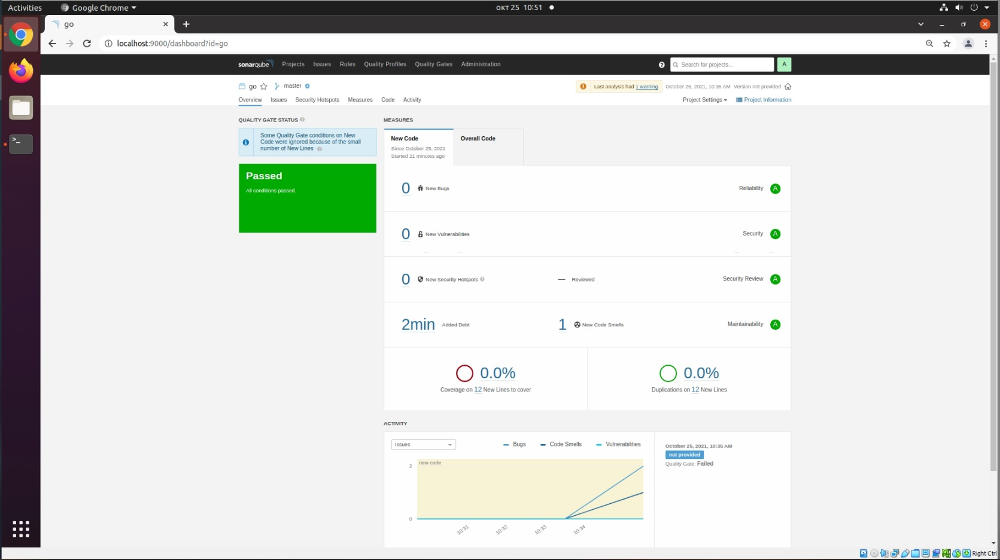 Activities
Google Chrome
окт 25 10:51
go
localhost:9000/dashboard?id=go
sonarqube
Projects
Issues
Rules
Quality Profiles
Quality Gates
Administration
Search for projects...
A
go
master
Last analysis had 1 warning
October 25, 2021, 10:35 AM
Version not provided
Overview
Issues
Security Hotspots
Measures
Code
Activity
Project Settings
Project Information
QUALITY GATE STATUS
Some Quality Gate conditions on New
Code were ignored because of the small
number of New Lines
Passed
All conditions passed.
MEASURES
New Code
Since October 25, 2021
Started 21 minutes ago
Overall Code
0
New Bugs
Reliability
A
0
New Vulnerabilities
Security
A
0
New Security Hotspots
—
Reviewed
Security Review
A
2min
Added Debt
1
New Code Smells
Maintainability
A
0.0%
Coverage on 12 New Lines to cover
0.0%
Duplications on 12 New Lines
ACTIVITY
Issues
Bugs
Code Smells
Vulnerabilities
2
new code
0
10:31
10:32
10:33
10:34
October 25, 2021, 10:35 AM
not provided
Quality Gate: Failed
Right Ctrl